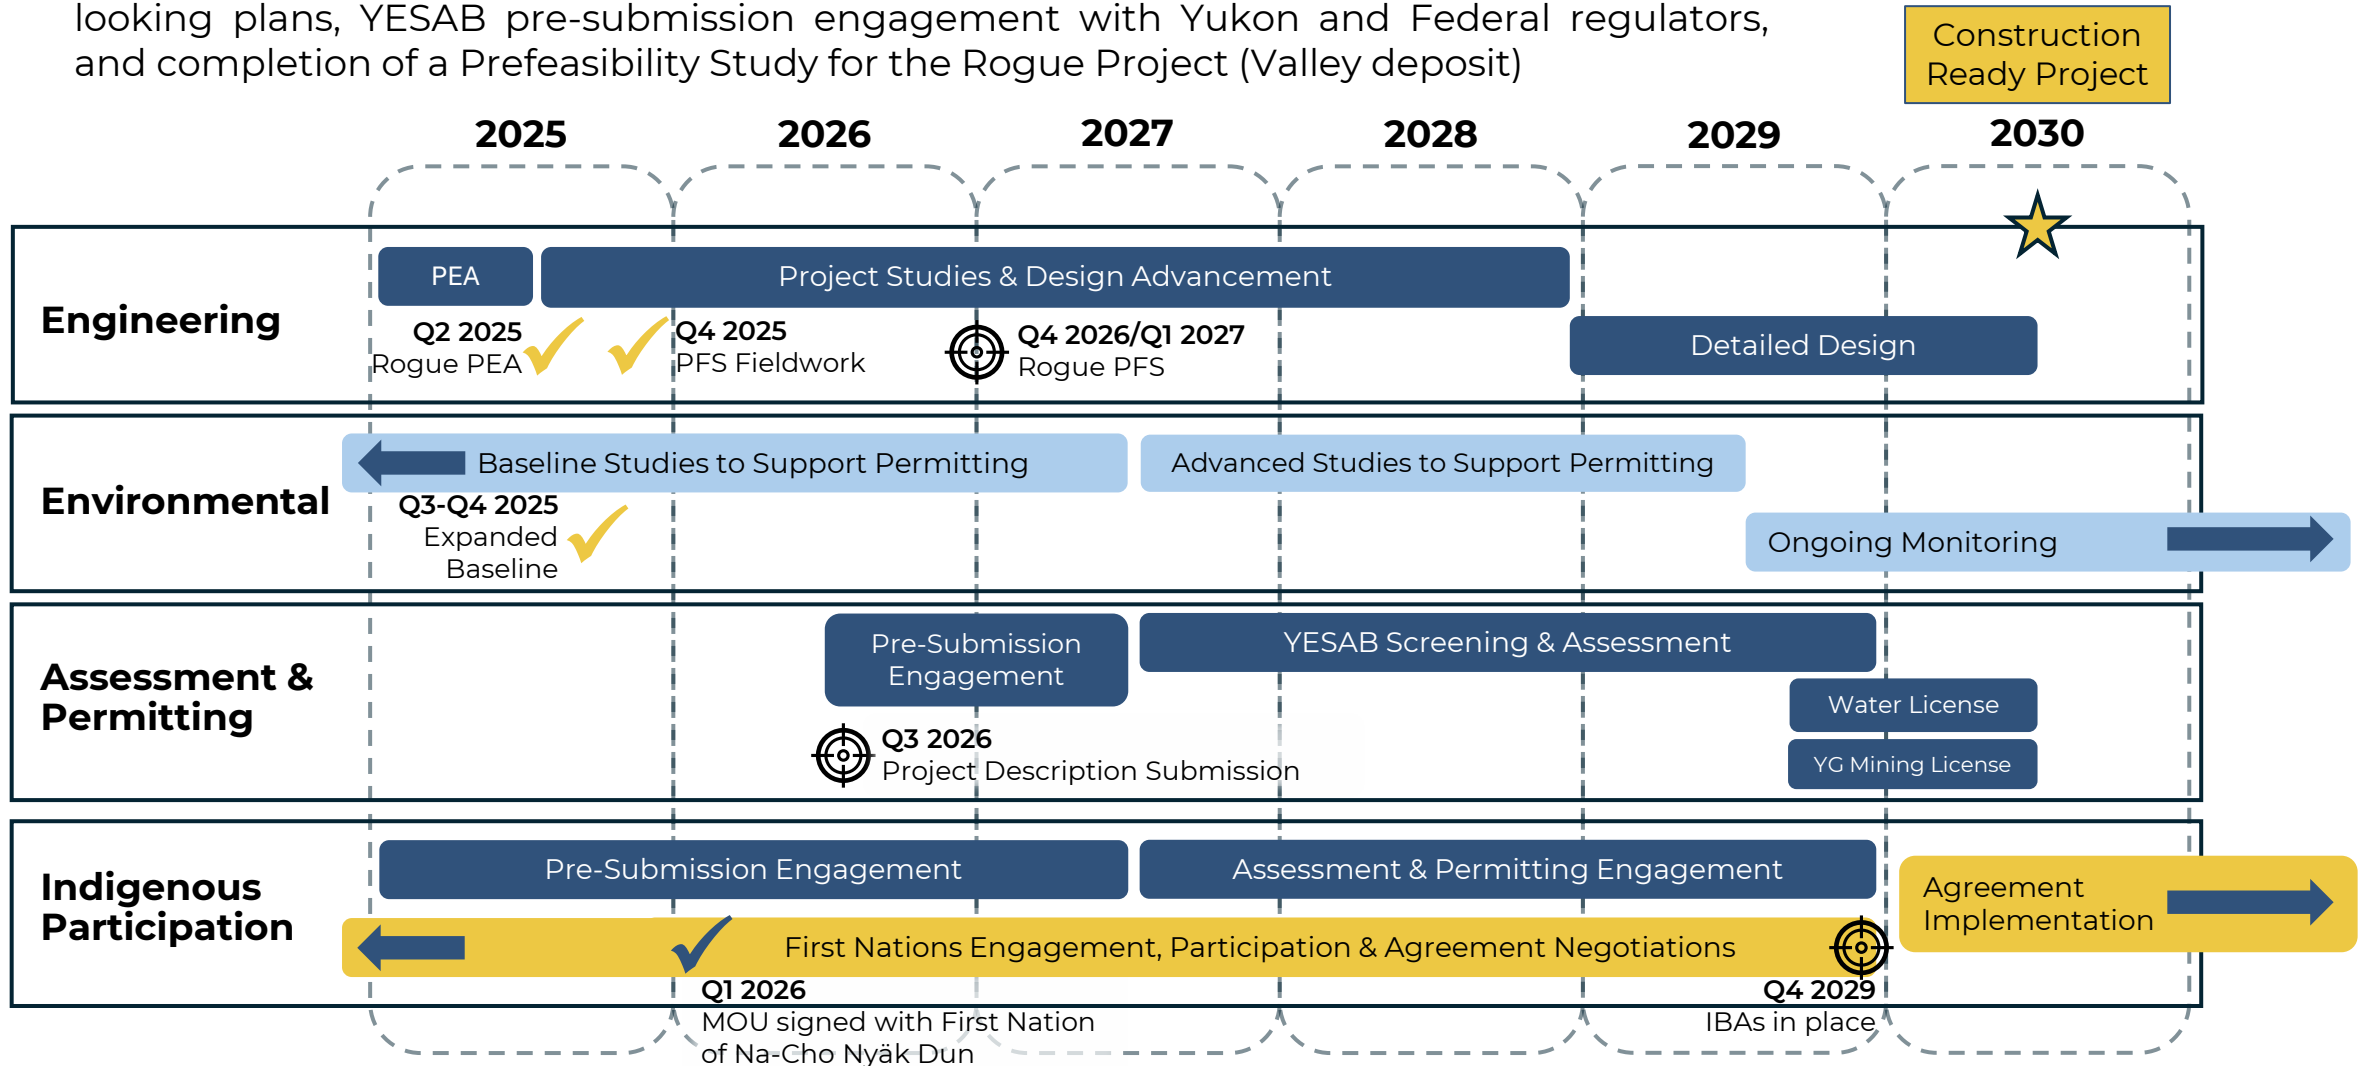 looking plans, YESAB pre-submission engagement with Yukon and Federal regulators,
and completion of a Prefeasibility Study for the Rogue Project (Valley deposit)
Construction
Ready Project
2025 2026 2027 2028 2029 2030
Engineering
PEA
Project Studies & Design Advancement
Q2 2025
Rogue PEA
Q4 2025
PFS Fieldwork
Q4 2026/Q1 2027
Rogue PFS
Detailed Design
Environmental
Baseline Studies to Support Permitting
Advanced Studies to Support Permitting
Q3-Q4 2025
Expanded
Baseline
Ongoing Monitoring
Assessment &
Permitting
Pre-Submission
Engagement
YESAB Screening & Assessment
Water License
YG Mining License
Q3 2026
Project Description Submission
Indigenous
Participation
Pre-Submission Engagement
Assessment & Permitting Engagement
Agreement
Implementation
First Nations Engagement, Participation & Agreement Negotiations
Q1 2026
MOU signed with First Nation
of Na-Cho Nyäk Dun
Q4 2029
IBAs in place